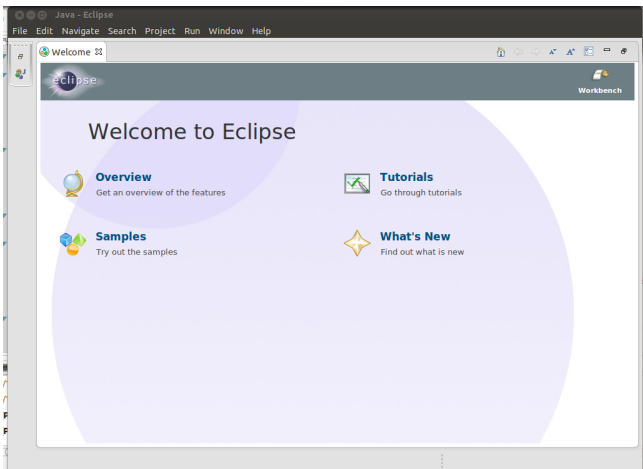 Java - Eclipse
File Edit Navigate Search Project Run Window Help
Welcome
eclipse
Workbench
Welcome to Eclipse
Overview
Get an overview of the features
Tutorials
Go through tutorials
Samples
Try out the samples
What's New
Find out what is new